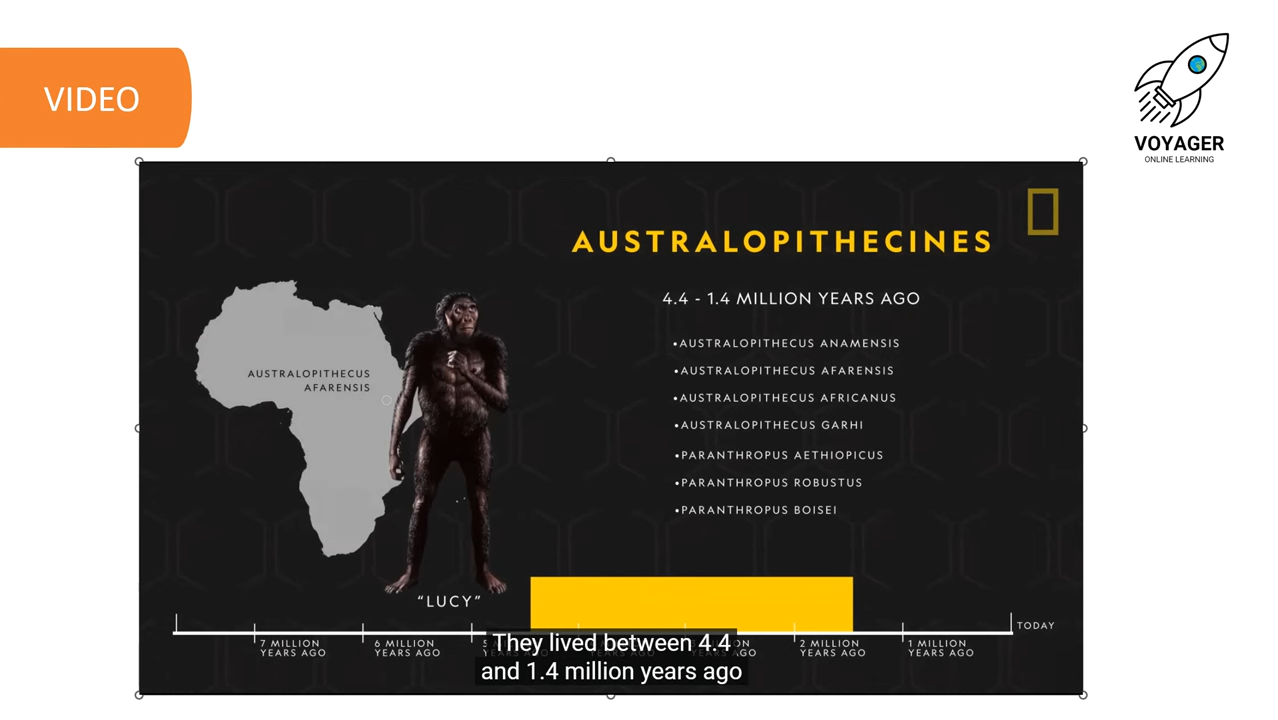 VIDEO
VOYAGER
ONLINE LEARNING
AUSTRALOPITHECINES
4.4 - 1.4 MILLION YEARS AGO
•AUSTRALOPITHECUS ANAMENSIS
•AUSTRALOPITHECUS AFARENSIS
•AUSTRALOPITHECUS AFRICANUS
•AUSTRALOPITHECUS GARHI
•PARANTHROPUS AETHIOPICUS
•PARANTHROPUS ROBUSTUS
•PARANTHROPUS BOISEI
AUSTRALOPITHECUS
AFARENSIS
“LUCY”
TODAY
7 MILLION
YEARS AGO
6 MILLION
YEARS AGO
2 MILLION
YEARS AGO
1 MILLION
YEARS AGO
They lived between 4.4
and 1.4 million years ago